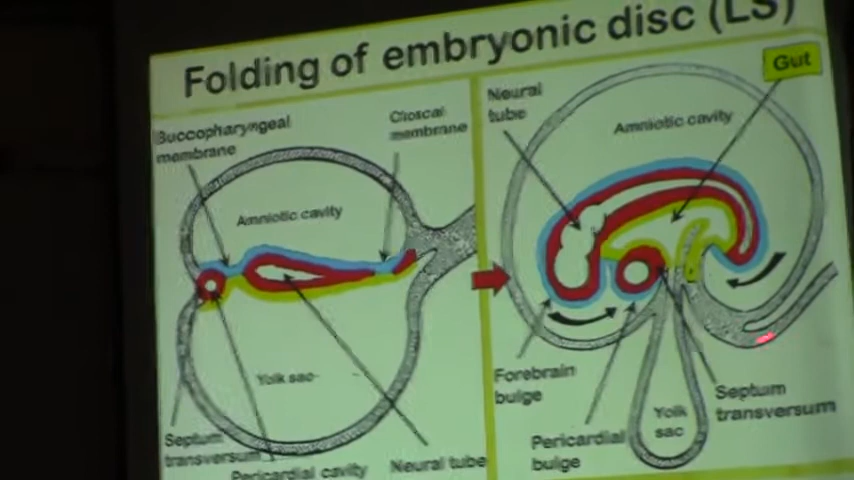 Folding of embryonic disc (LS)
Buccopharyngeal
membrane
Cloacal
membrane
Amniotic cavity
Yolk sac
Septum
transversum
Pericardial cavity
Neural tube
Neural
tube
Gut
Amniotic cavity
Forebrain
bulge
Pericardial
bulge
Yolk
sac
Septum
transversum